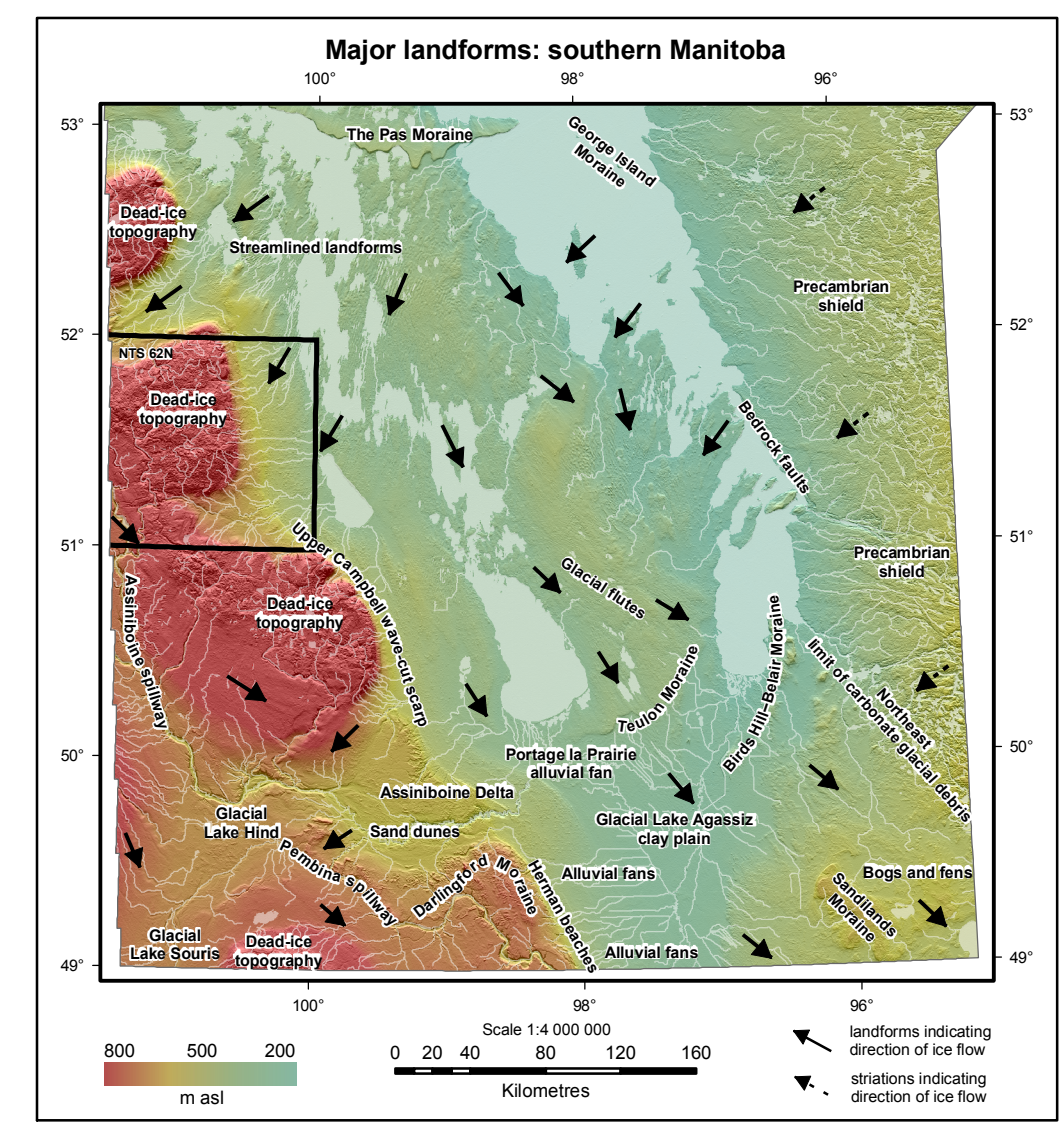 Major landforms: southern Manitoba
100°
98°
96°
53°
53°
The Pas Moraine
George Island
Moraine
Dead-ice
topography
Streamlined landforms
Precambrian
shield
52°
52°
NTS 62N
Dead-ice
topography
Bedrock faults
51°
51°
Upper Campbell wave-cut scarp
Precambrian
shield
Glacial flutes
Assiniboine spillway
Dead-ice
topography
Birds Hill–Belair Moraine
limit of carbonate glacial debris
Northeast
Teulon Moraine
50°
50°
Portage la Prairie
alluvial fan
Assiniboine Delta
Glacial
Lake Hind
Sand dunes
Glacial Lake Agassiz
clay plain
Pembina spillway
Darlingford
Moraine
Herman beaches
Alluvial fans
Bogs and fens
Sandilands
Moraine
Glacial
Lake Souris
Dead-ice
topography
Alluvial fans
49°
49°
100°
98°
96°
800
500
200
m asl
Scale 1:4 000 000
0 20 40 80 120 160
Kilometres
landforms indicating
direction of ice flow
striations indicating
direction of ice flow